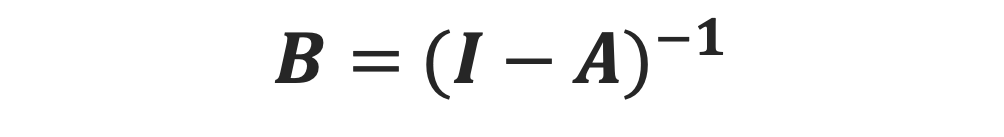 B = (I − A)⁻¹